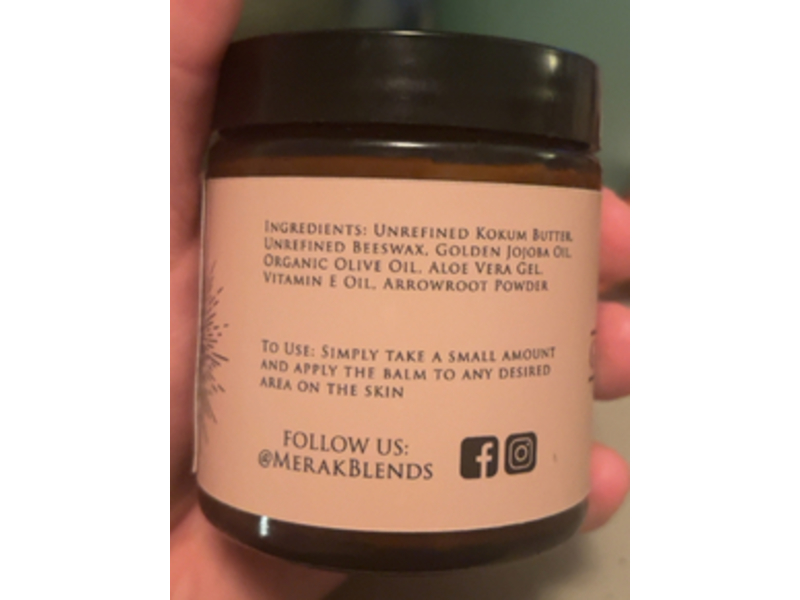 INGREDIENTS: UNREFINED KOKUM BUTTER,
UNREFINED BEESWAX, GOLDEN JOJOBA OIL,
ORGANIC OLIVE OIL, ALOE VERA GEL,
VITAMIN E OIL, ARROWROOT POWDER
TO USE: SIMPLY TAKE A SMALL AMOUNT
AND APPLY THE BALM TO ANY DESIRED
AREA ON THE SKIN
FOLLOW US:
@MERAKBLENDS